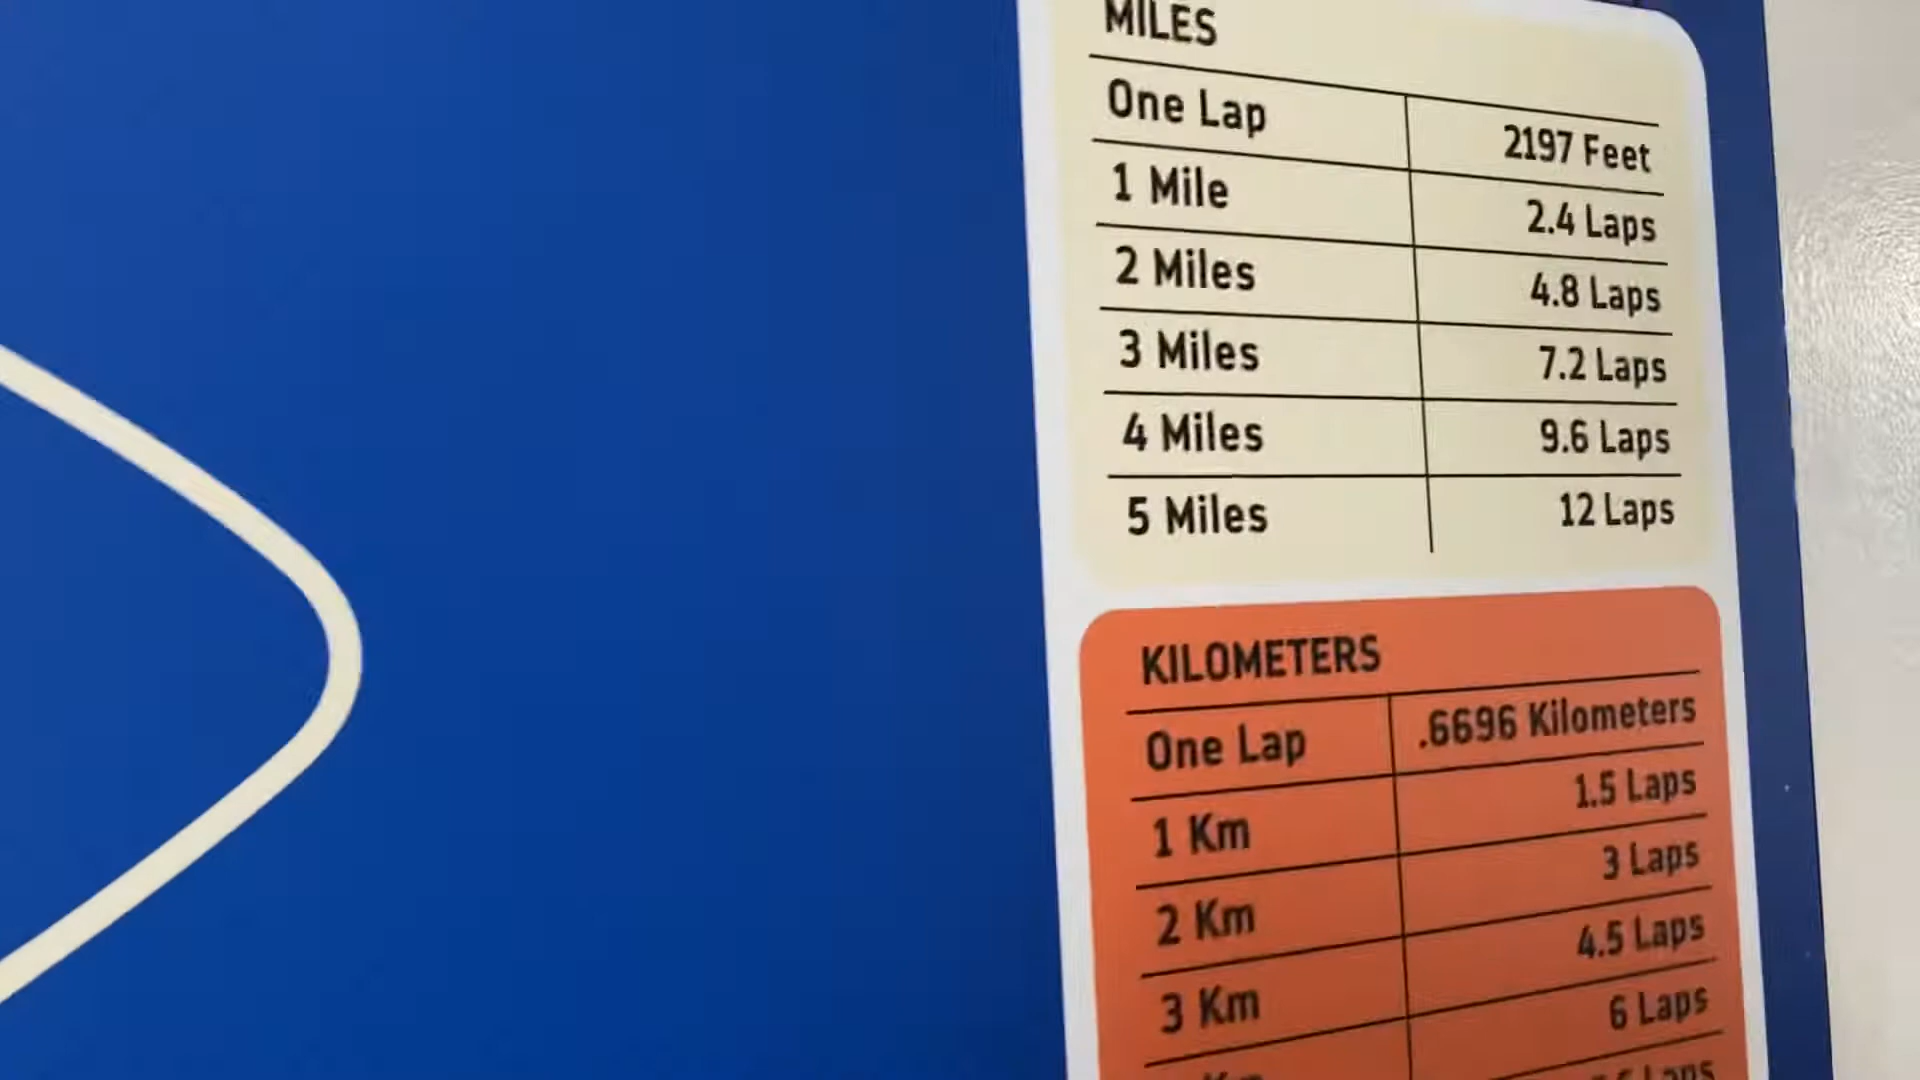 MILES
One Lap 2197 Feet
1 Mile 2.4 Laps
2 Miles 4.8 Laps
3 Miles 7.2 Laps
4 Miles 9.6 Laps
5 Miles 12 Laps
KILOMETERS
One Lap .6696 Kilometers
1 Km 1.5 Laps
2 Km 3 Laps
3 Km 4.5 Laps
6 Laps